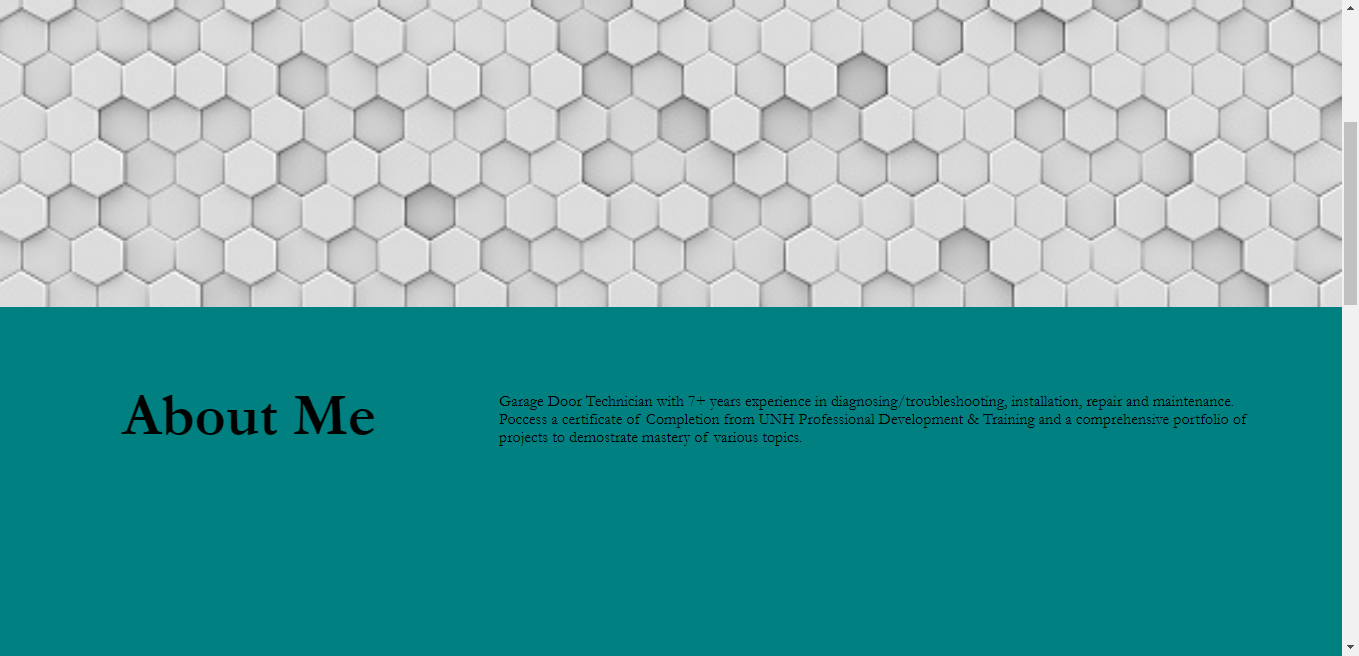 About Me
Garage Door Technician with 7+ years experience in diagnosing/troubleshooting, installation, repair and maintenance.
Poccess a certificate of Completion from UNH Professional Development & Training and a comprehensive portfolio of
projects to demostrate mastery of various topics.